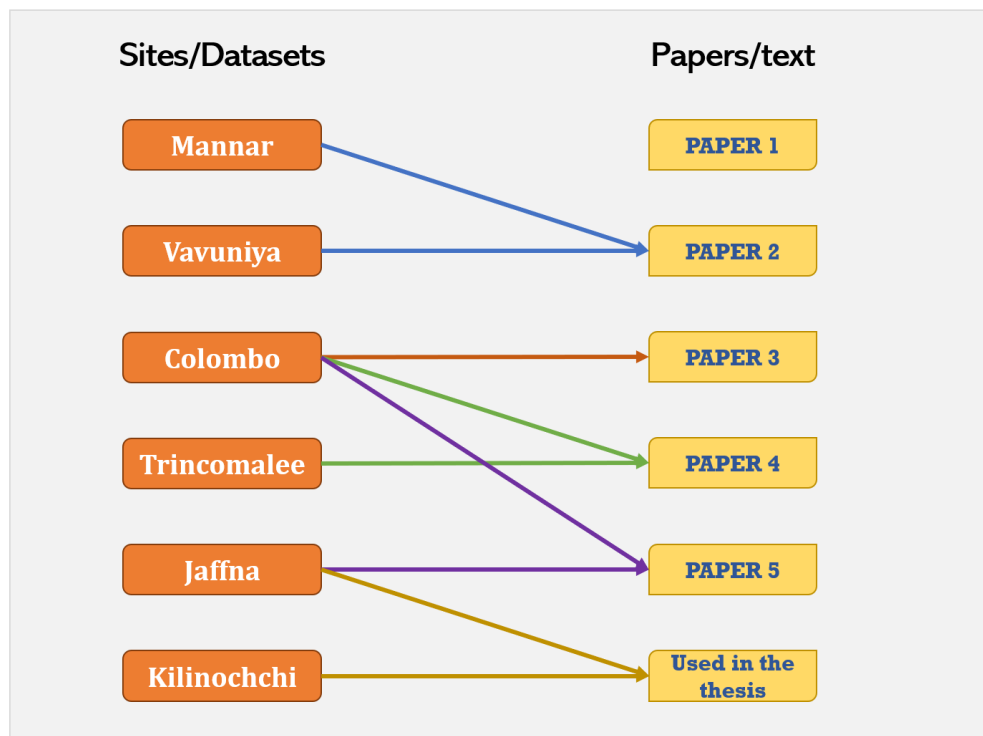 Sites/Datasets
Papers/text
Mannar
PAPER 1
Vavuniya
PAPER 2
Colombo
PAPER 3
Trincomalee
PAPER 4
Jaffna
PAPER 5
Kilinochchi
Used in the
thesis